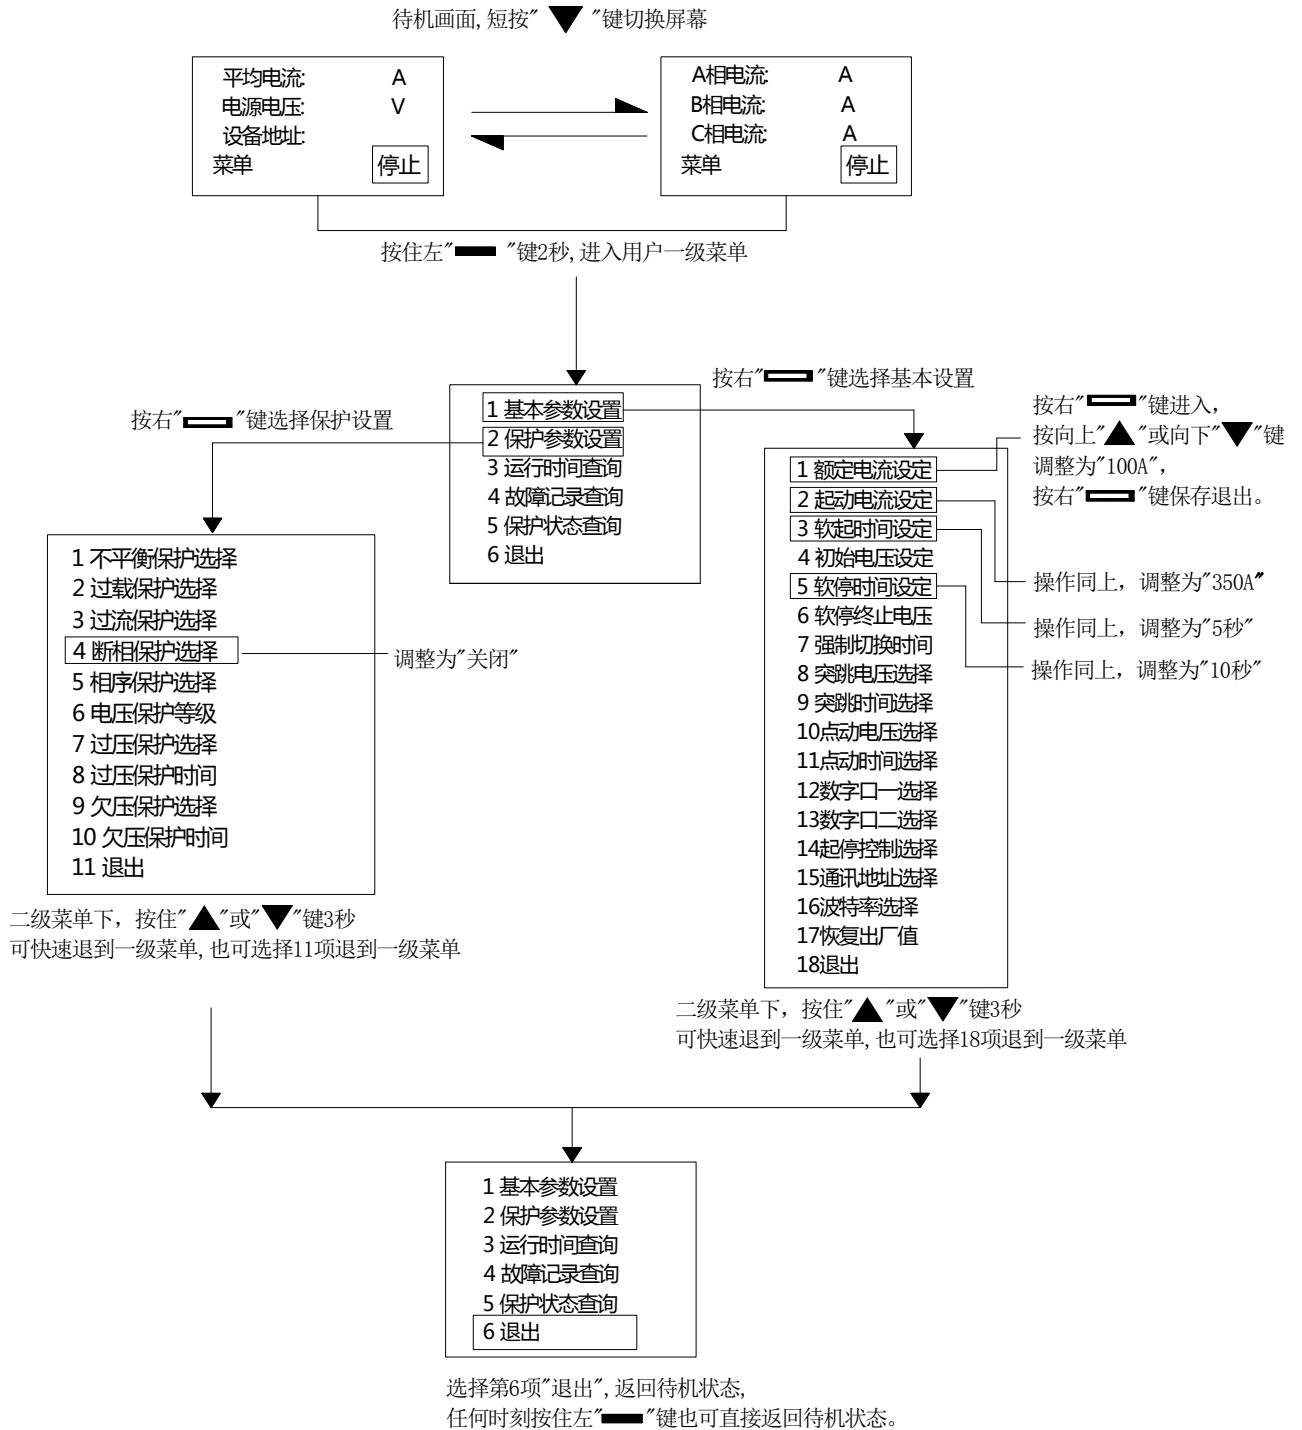 待机画面,短按"▼"键切换屏幕
平均电流: A
电源电压: V
设备地址:
菜单 停止
A相电流: A
B相电流: A
C相电流: A
菜单 停止
按住左"▬"键2秒,进入用户一级菜单
按右"▭"键选择基本设置
按右"▭"键选择保护设置
1 基本参数设置
2 保护参数设置
3 运行时间查询
4 故障记录查询
5 保护状态查询
6 退出
按右"▭"键进入，
按向上"▲"或向下"▼"键
调整为"100A"，
按右"▭"键保存退出。
1 额定电流设定
2 起动电流设定
3 软起时间设定
4 初始电压设定
5 软停时间设定
6 软停终止电压
7 强制切换时间
8 突跳电压选择
9 突跳时间选择
10点动电压选择
11点动时间选择
12数字口一选择
13数字口二选择
14起停控制选择
15通讯地址选择
16波特率选择
17恢复出厂值
18退出
操作同上，调整为"350A"
操作同上，调整为"5秒"
操作同上，调整为"10秒"
1 不平衡保护选择
2 过载保护选择
3 过流保护选择
4 断相保护选择
5 相序保护选择
6 电压保护等级
7 过压保护选择
8 过压保护时间
9 欠压保护选择
10 欠压保护时间
11 退出
调整为"关闭"
二级菜单下，按住"▲"或"▼"键3秒
可快速退到一级菜单,也可选择11项退到一级菜单
二级菜单下，按住"▲"或"▼"键3秒
可快速退到一级菜单,也可选择18项退到一级菜单
1 基本参数设置
2 保护参数设置
3 运行时间查询
4 故障记录查询
5 保护状态查询
6 退出
选择第6项"退出",返回待机状态,
任何时刻按住左"▬"键也可直接返回待机状态。